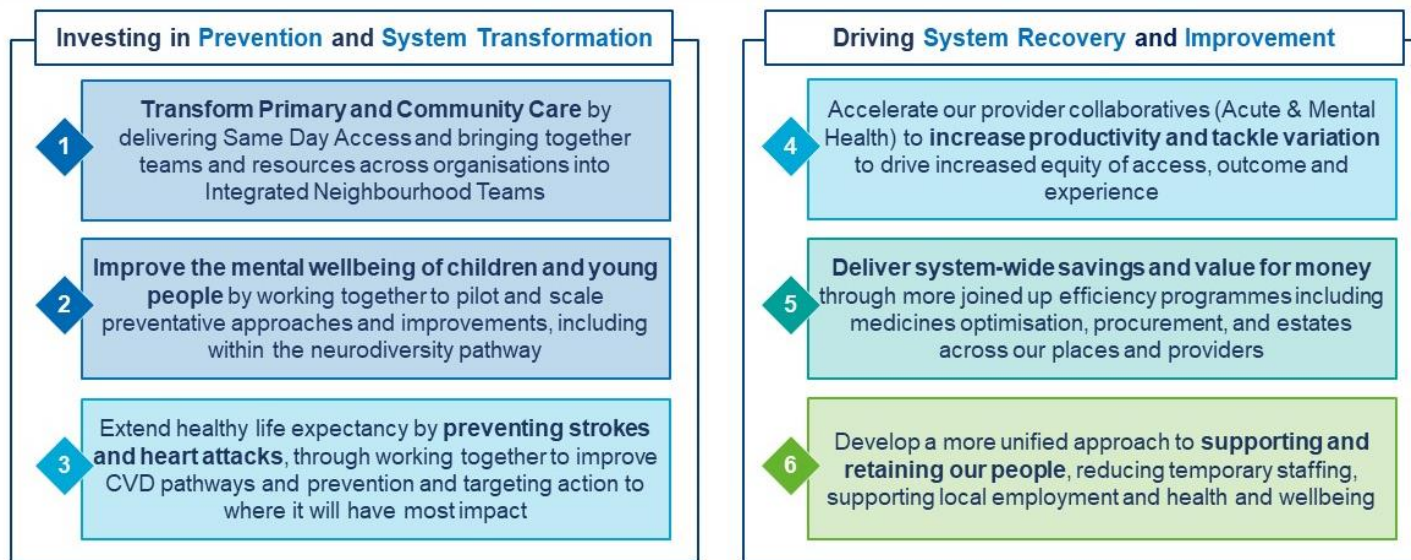 Investing in Prevention and System Transformation
1
Transform Primary and Community Care by
delivering Same Day Access and bringing together
teams and resources across organisations into
Integrated Neighbourhood Teams
2
Improve the mental wellbeing of children and young
people by working together to pilot and scale
preventative approaches and improvements, including
within the neurodiversity pathway
3
Extend healthy life expectancy by preventing strokes
and heart attacks, through working together to improve
CVD pathways and prevention and targeting action to
where it will have most impact
Driving System Recovery and Improvement
4
Accelerate our provider collaboratives (Acute & Mental
Health) to increase productivity and tackle variation
to drive increased equity of access, outcome and
experience
5
Deliver system-wide savings and value for money
through more joined up efficiency programmes including
medicines optimisation, procurement, and estates
across our places and providers
6
Develop a more unified approach to supporting and
retaining our people, reducing temporary staffing,
supporting local employment and health and wellbeing